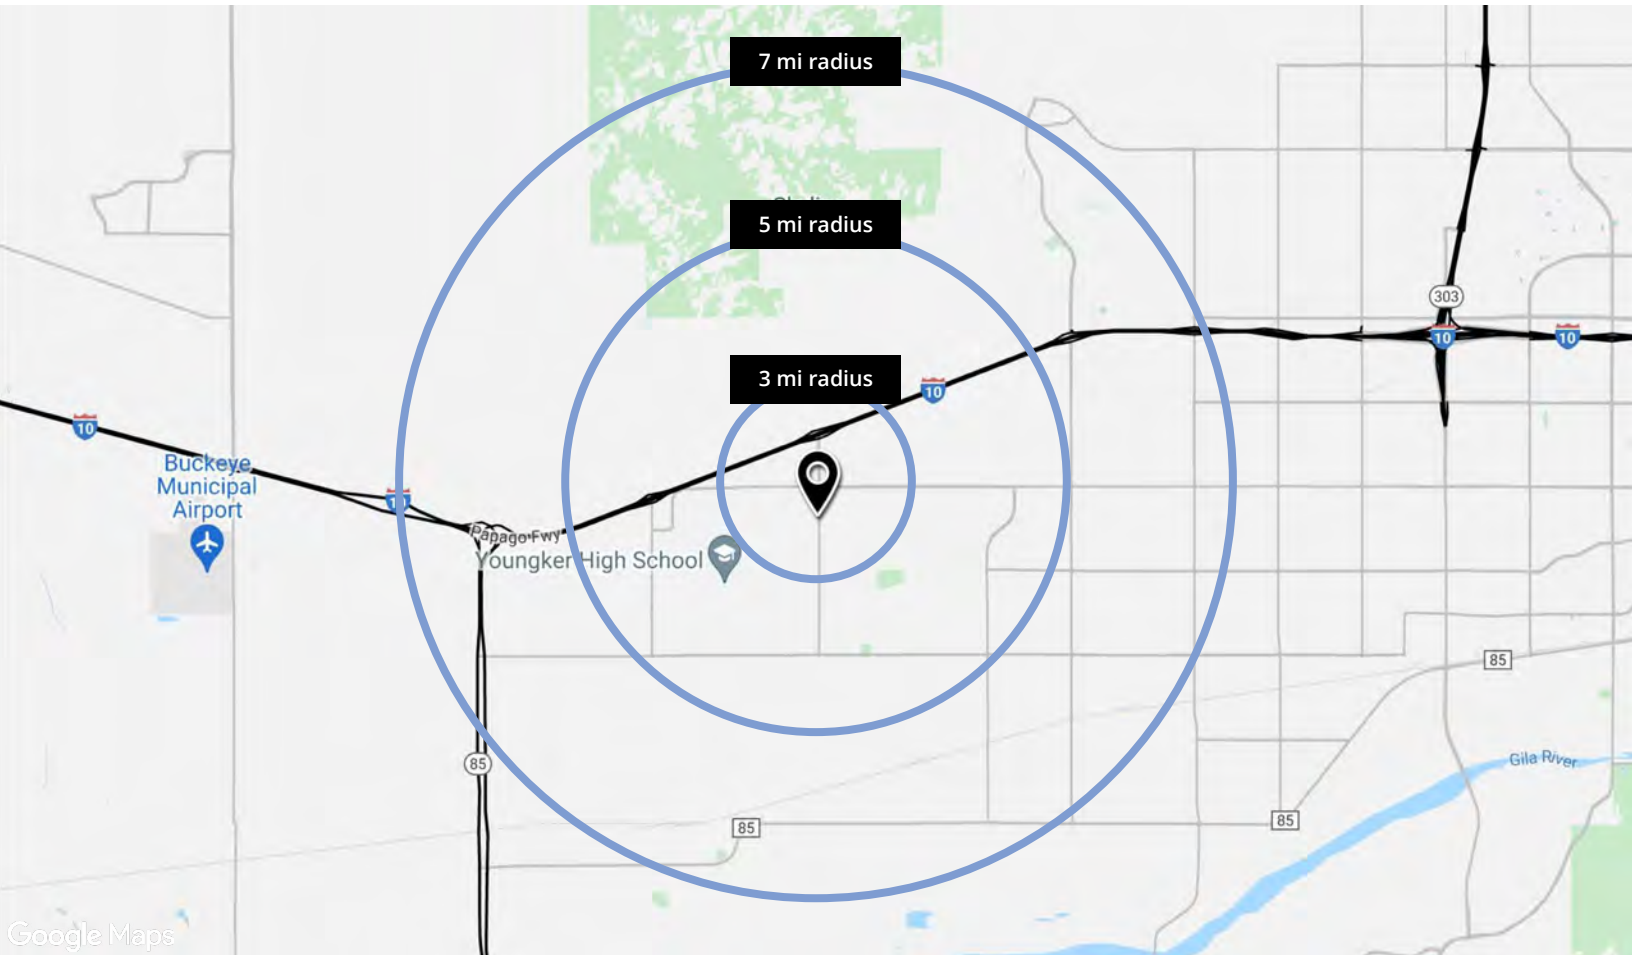 7 mi radius
5 mi radius
3 mi radius
303
10
10
10
10
Buckeye
Municipal
Airport
Papago Fwy
Youngker High School
85
85
Gila River
85
85
Google Maps